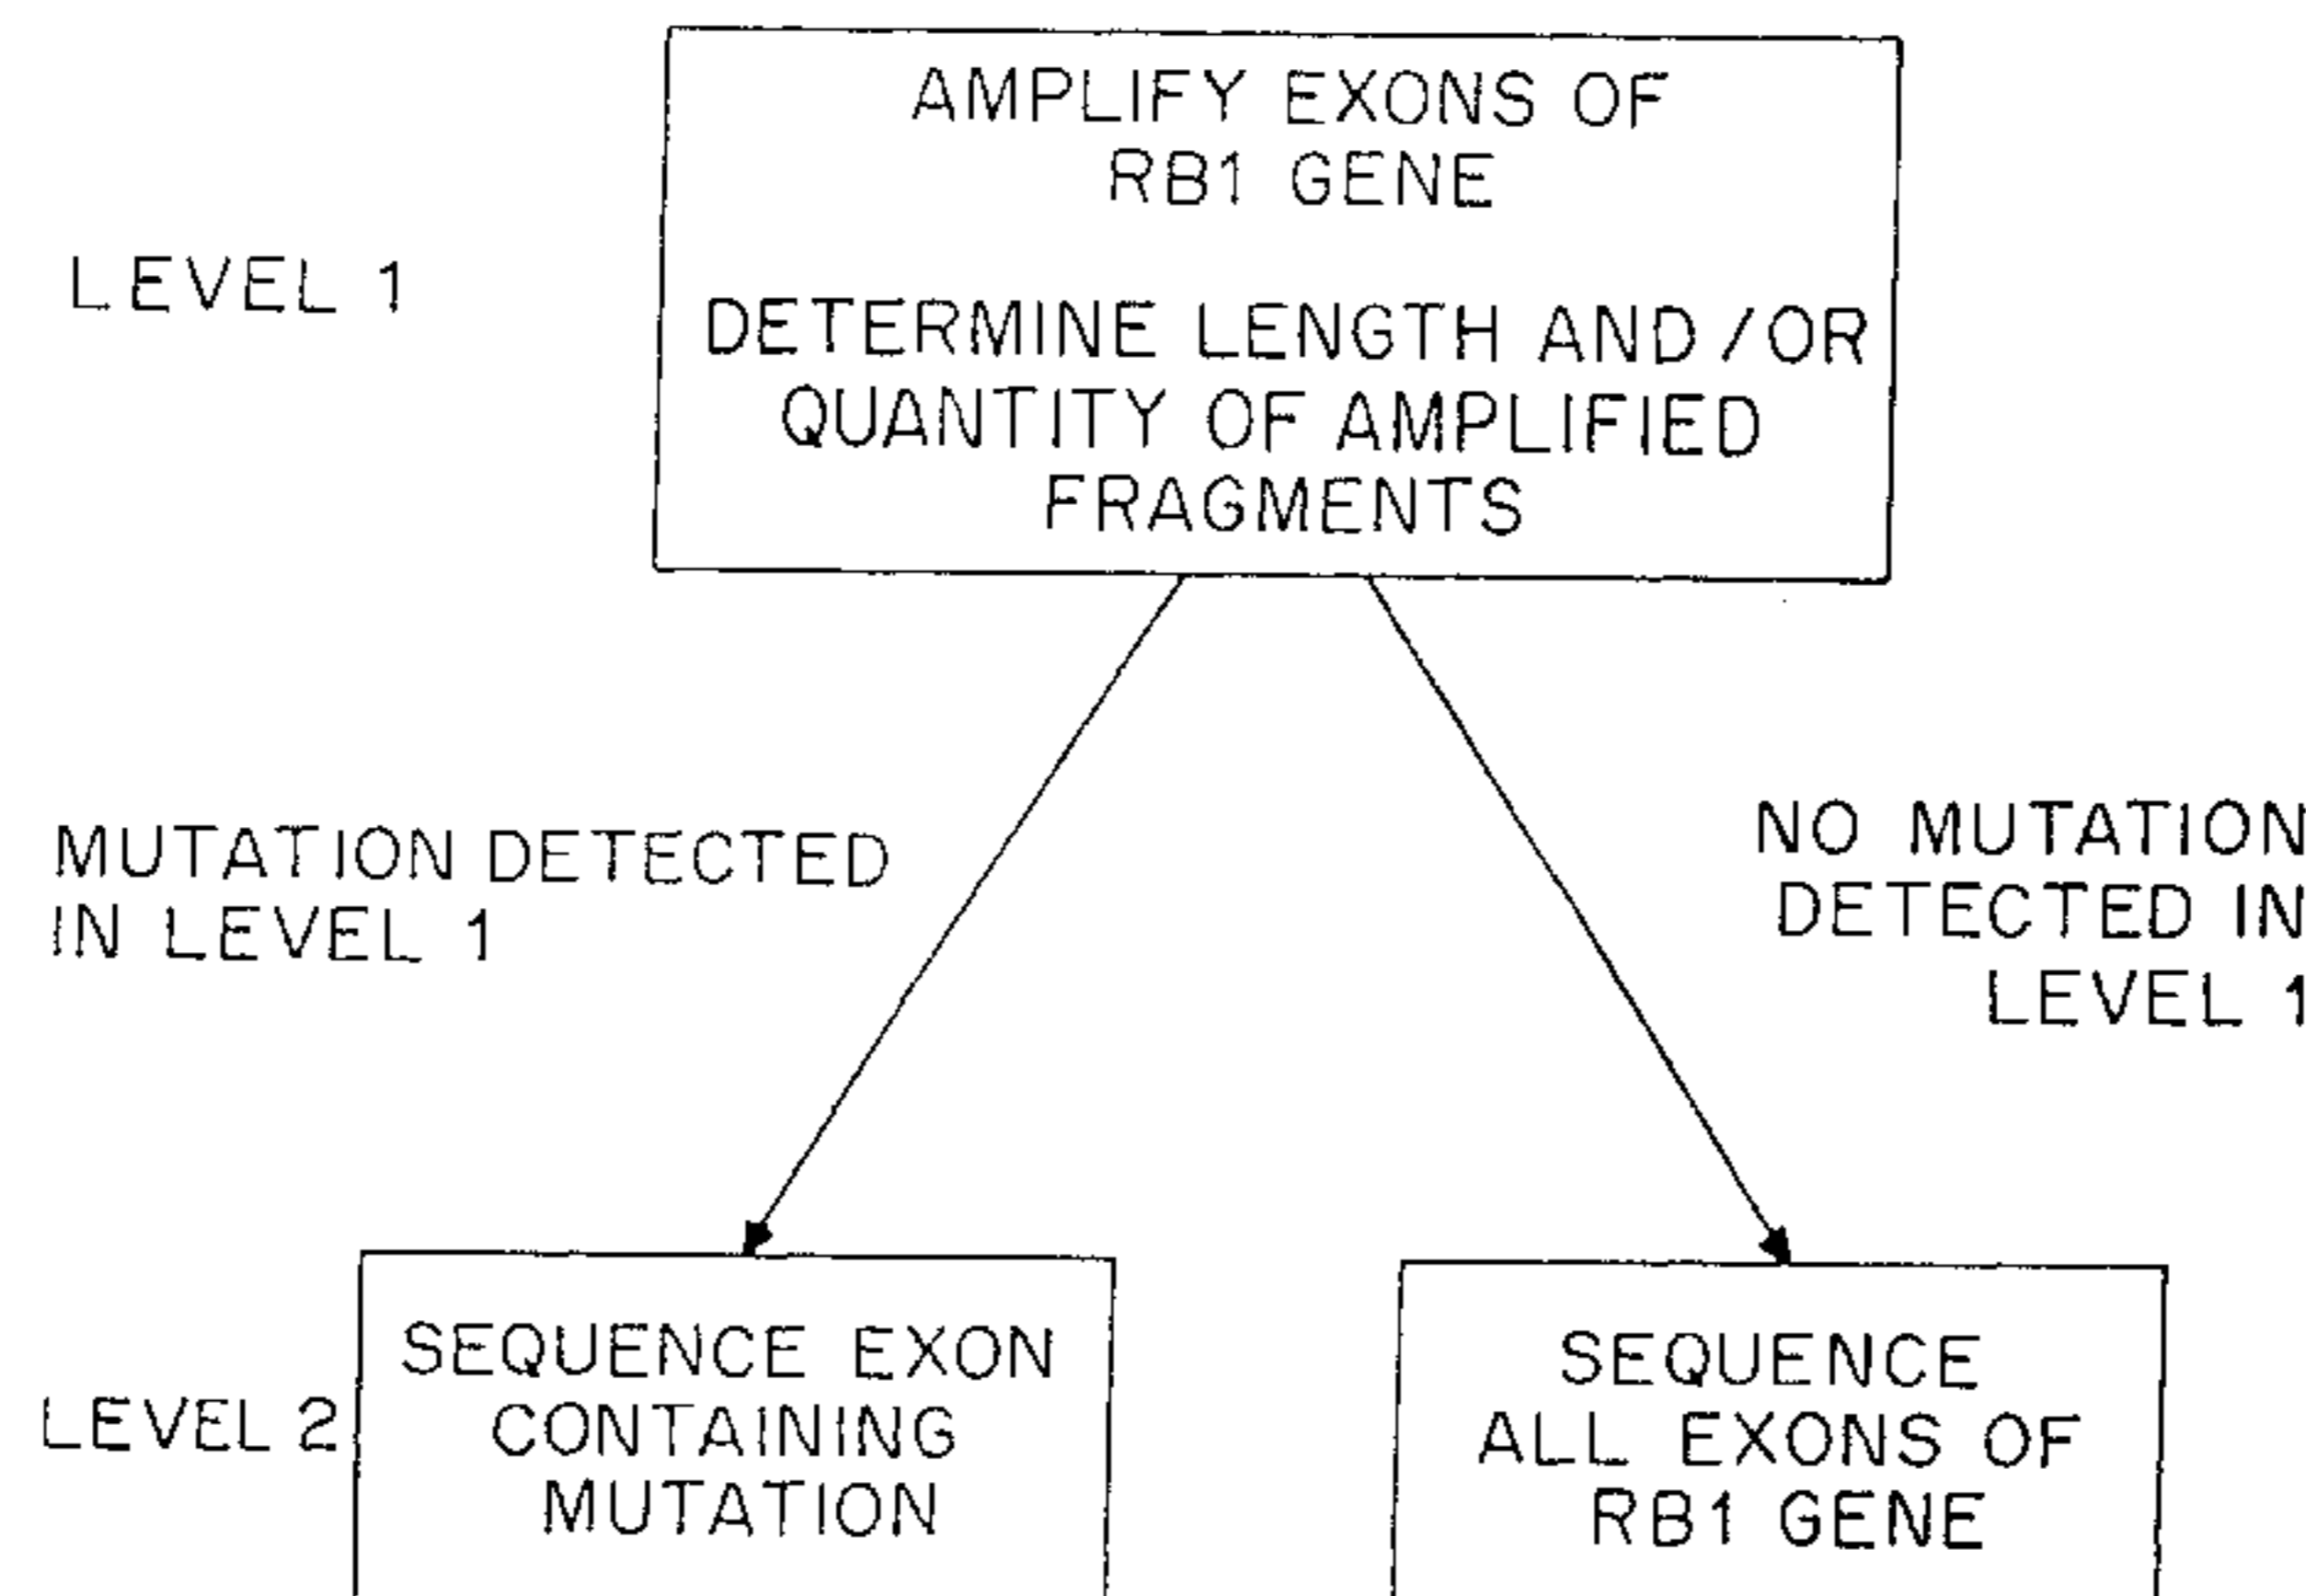 AMPLIFY EXONS OF
RB1 GENE
LEVEL 1
DETERMINE LENGTH AND/OR
QUANTITY OF AMPLIFIED
FRAGMENTS
MUTATION DETECTED
IN LEVEL 1
NO MUTATION
DETECTED IN
LEVEL 1
LEVEL 2
SEQUENCE EXON
CONTAINING
MUTATION
SEQUENCE
ALL EXONS OF
RB1 GENE